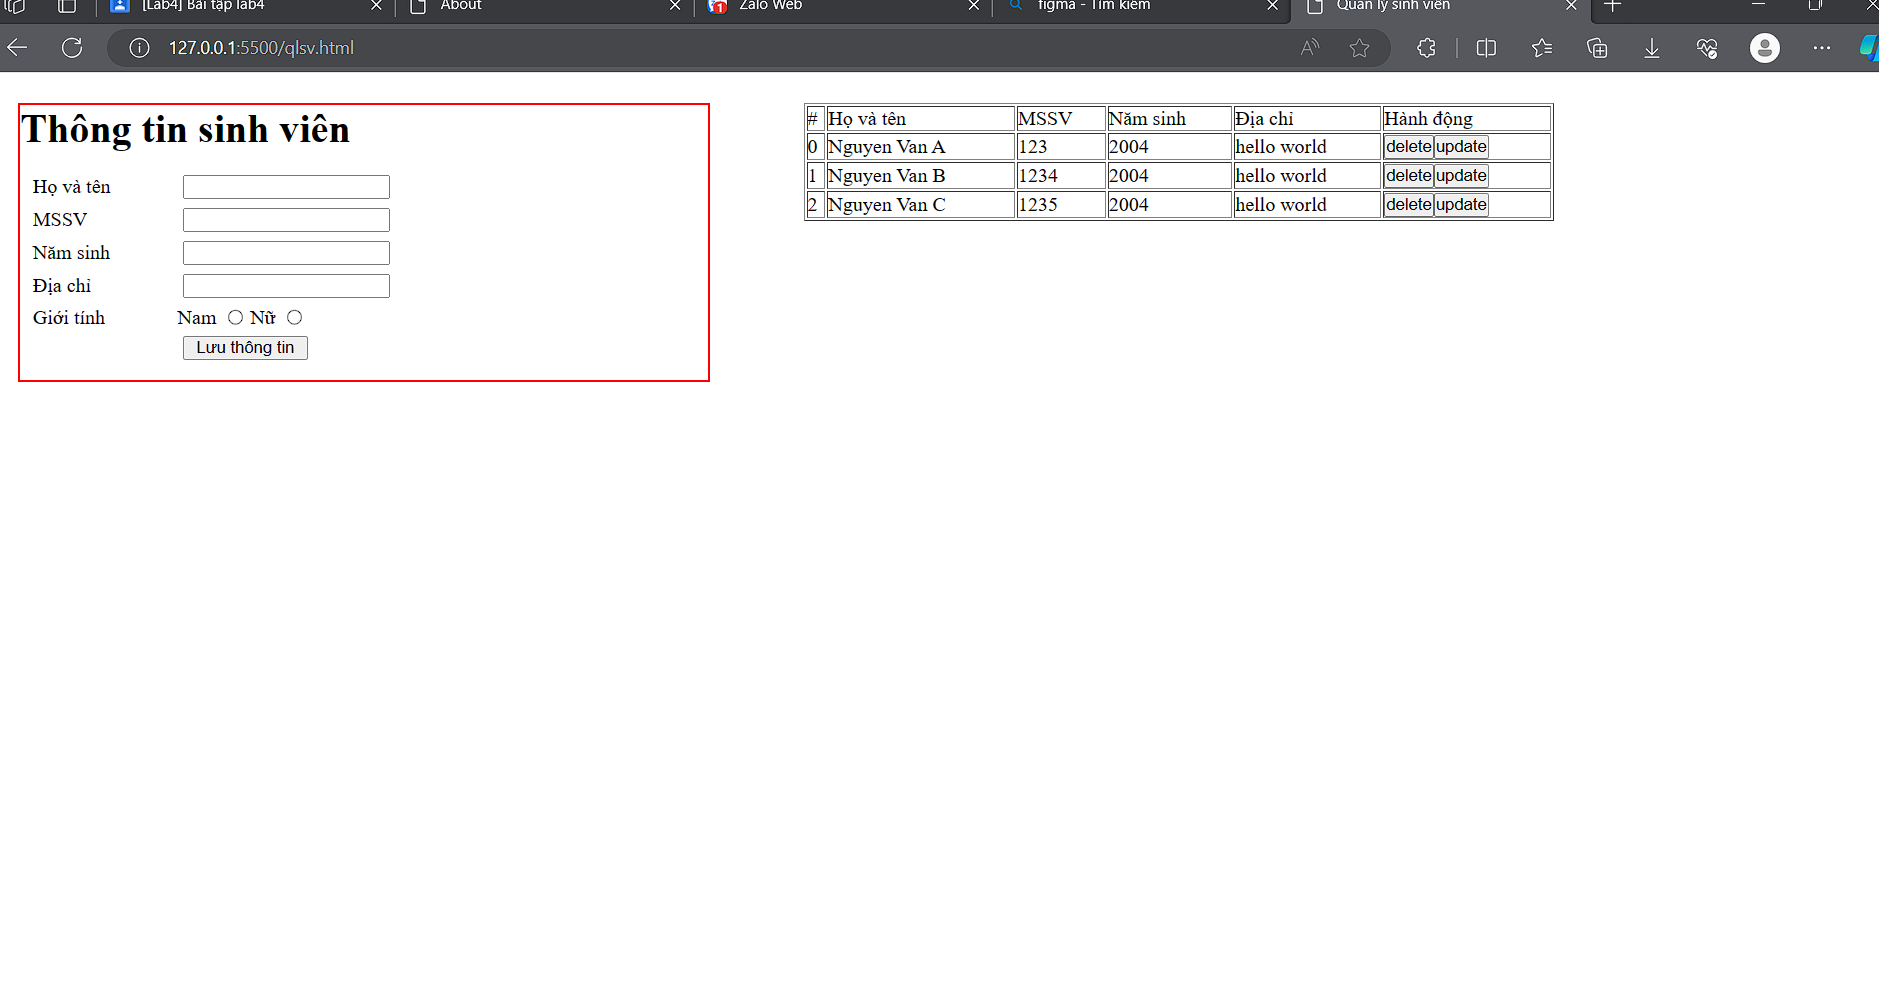 [Lab4] Bài tập lab4
About
Zalo Web
figma - Tìm kiếm
Quản lý sinh viên
127.0.0.1:5500/qlsv.html
Thông tin sinh viên
Họ và tên
MSSV
Năm sinh
Địa chỉ
Giới tính Nam Nữ
Lưu thông tin
# Họ và tên MSSV Năm sinh Địa chỉ Hành động
0 Nguyen Van A 123 2004 hello world delete update
1 Nguyen Van B 1234 2004 hello world delete update
2 Nguyen Van C 1235 2004 hello world delete update